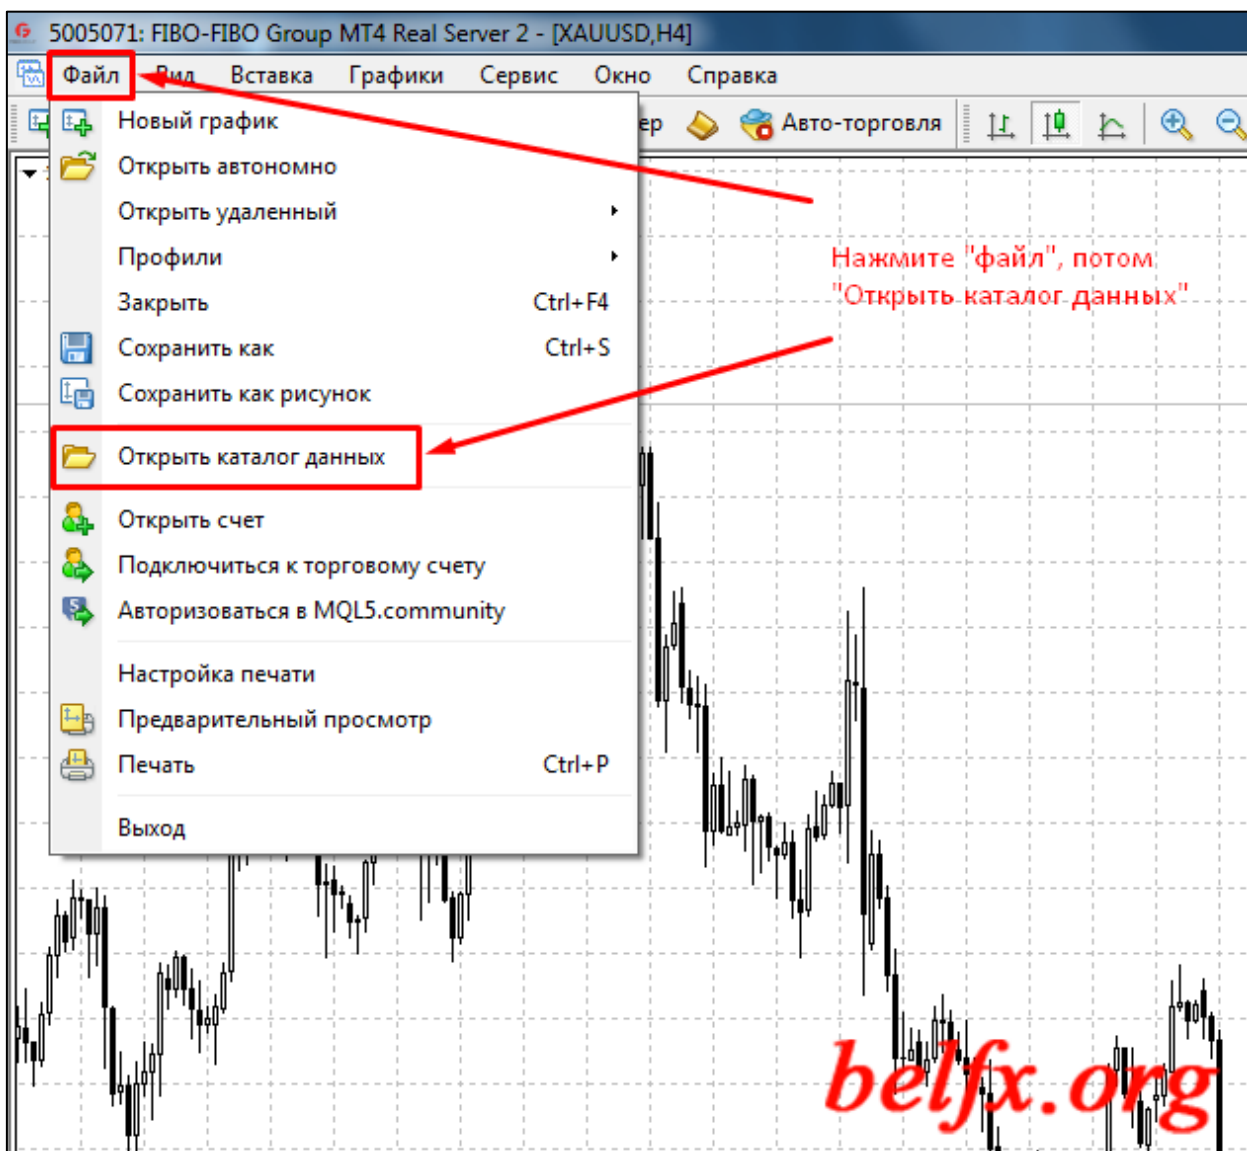 5005071: FIBO-FIBO Group MT4 Real Server 2 - [XAUUSD,H4]
Файл Вид Вставка Графики Сервис Окно Справка
ер Авто-торговля
Новый график
Открыть автономно
Открыть удаленный
Профили
Закрыть Ctrl+F4
Сохранить как Ctrl+S
Сохранить как рисунок
Открыть каталог данных
Открыть счет
Подключиться к торговому счету
Авторизоваться в MQL5.community
Настройка печати
Предварительный просмотр
Печать Ctrl+P
Выход
Нажмите "файл", потом
"Открыть каталог данных"
belfx.org